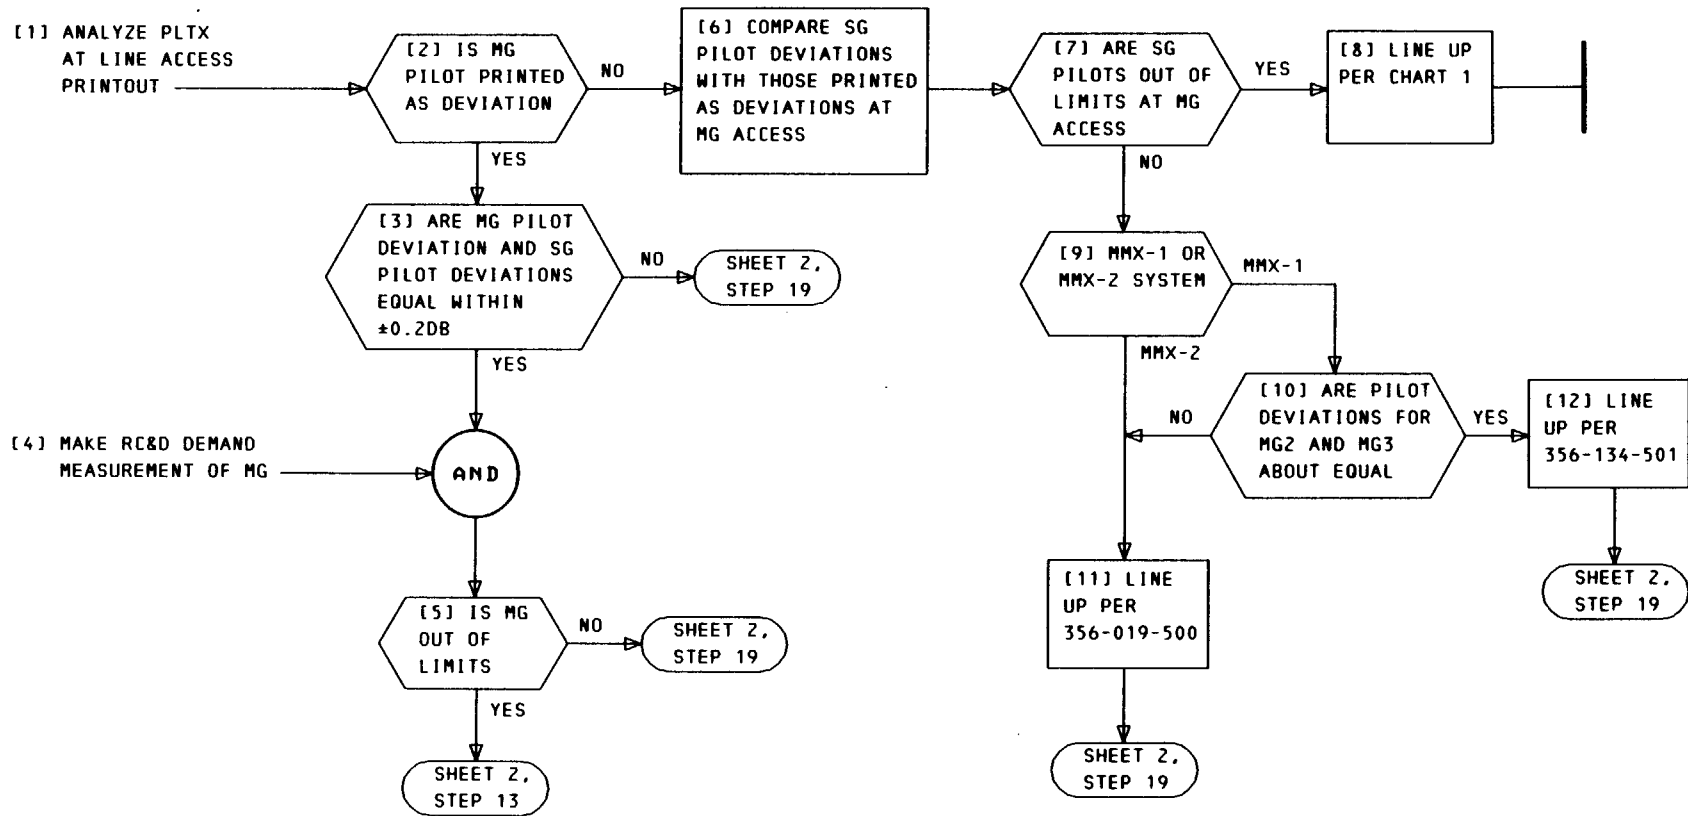 [1] ANALYZE PLTX
AT LINE ACCESS
PRINTOUT
[2] IS MG
PILOT PRINTED
AS DEVIATION
NO
YES
[6] COMPARE SG
PILOT DEVIATIONS
WITH THOSE PRINTED
AS DEVIATIONS AT
MG ACCESS
[7] ARE SG
PILOTS OUT OF
LIMITS AT MG
ACCESS
YES
NO
[8] LINE UP
PER CHART 1
[3] ARE MG PILOT
DEVIATION AND SG
PILOT DEVIATIONS
EQUAL WITHIN
±0.2DB
NO
SHEET 2,
STEP 19
YES
[9] MMX-1 OR
MMX-2 SYSTEM
MMX-1
MMX-2
[10] ARE PILOT
DEVIATIONS FOR
MG2 AND MG3
ABOUT EQUAL
NO
YES
[12] LINE
UP PER
356-134-501
SHEET 2,
STEP 19
[4] MAKE RC&D DEMAND
MEASUREMENT OF MG
AND
[5] IS MG
OUT OF
LIMITS
NO
SHEET 2,
STEP 19
YES
SHEET 2,
STEP 13
[11] LINE
UP PER
356-019-500
SHEET 2,
STEP 19